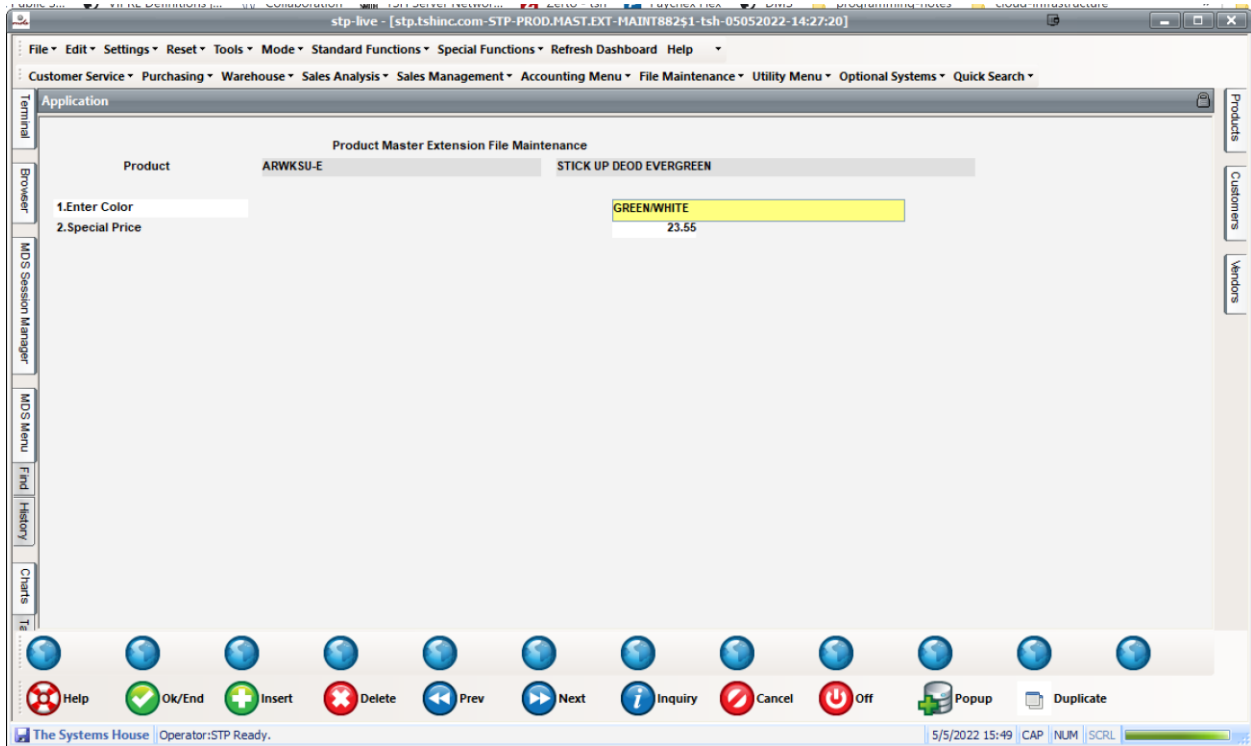 stp-live - [stp.tshinc.com-STP-PROD.MAST.EXT-MAINT882$1-tsh-05052022-14:27:20]
File Edit Settings Reset Tools Mode Standard Functions Special Functions Refresh Dashboard Help
Customer Service Purchasing Warehouse Sales Analysis Sales Management Accounting Menu File Maintenance Utility Menu Optional Systems Quick Search
Application
Terminal
Browser
MDS Session Manager
MDS Menu
Find
History
Charts
Product Master Extension File Maintenance
Product ARWKSU-E STICK UP DEOD EVERGREEN
1.Enter Color GREEN/WHITE
2.Special Price 23.55
Products
Customers
Vendors
Help Ok/End Insert Delete Prev Next Inquiry Cancel Off Popup Duplicate
The Systems House Operator:STP Ready. 5/5/2022 15:49 CAP NUM SCRL